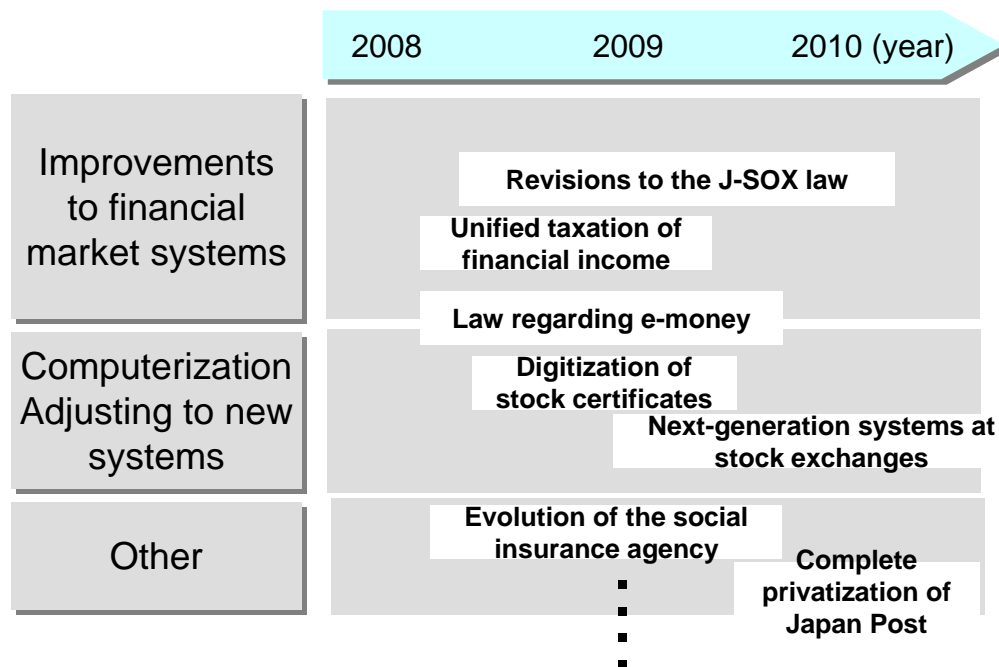 2008 2009 2010 (year)
Improvements
to financial
market systems
Revisions to the J-SOX law
Unified taxation of
financial income
Law regarding e-money
Computerization
Adjusting to new
systems
Digitization of
stock certificates
Next-generation systems at
stock exchanges
Other
Evolution of the social
insurance agency
Complete
privatization of
Japan Post